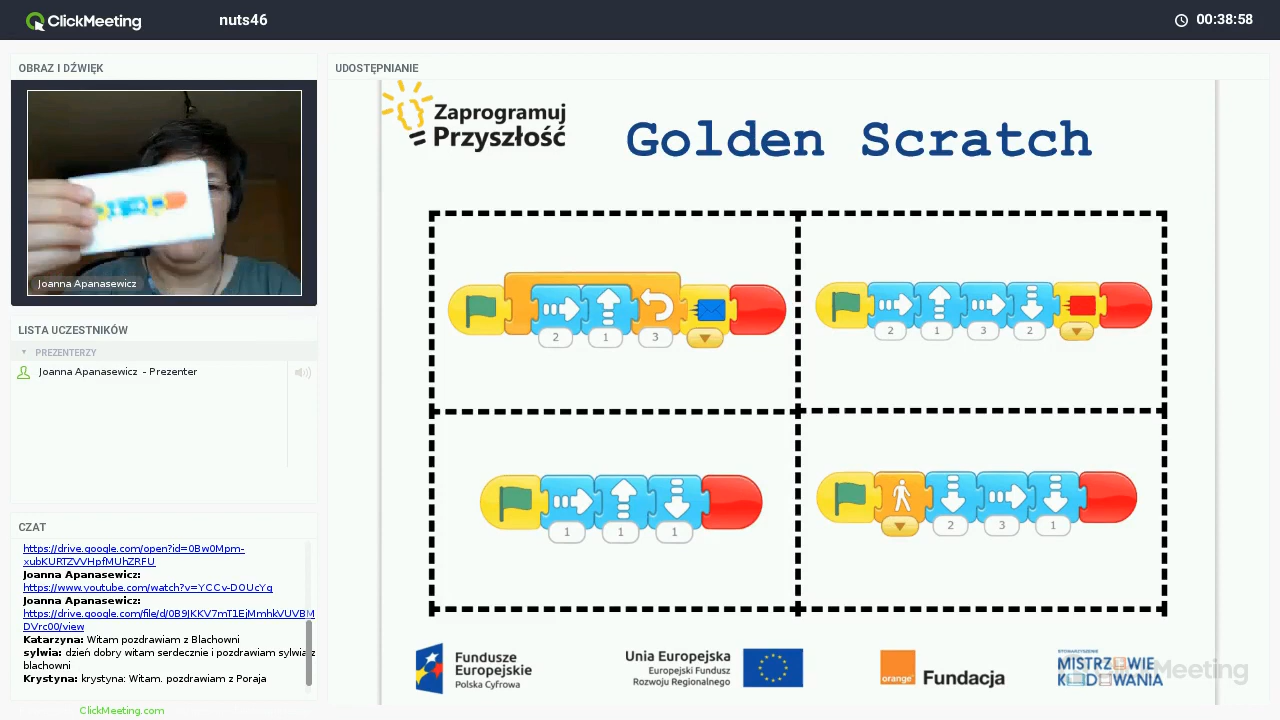 ClickMeeting
nuts46
00:38:58
OBRAZ I DŹWIĘK
Joanna Apanasewicz
LISTA UCZESTNIKÓW
PREZENTERZY
Joanna Apanasewicz - Prezenter
CZAT
https://drive.google.com/open?id=0Bw0Mpm-
xubKURTZVVHpfMUhZRFU
Joanna Apanasewicz:
https://www.youtube.com/watch?v=YCCv-DOUcYg
Joanna Apanasewicz:
https://drive.google.com/file/d/0B9JKKV7mT1EjMmhkVUVBM
DVrc00/view
Katarzyna: Witam pozdrawiam z Blachowni
sylwia: dzień dobry witam serdecznie i pozdrawiam sylwia z
blachowni
Krystyna: krystyna: Witam. pozdrawiam z Poraja
ClickMeeting.com
UDOSTĘPNIANIE
Zaprogramuj
Przyszłość
Golden Scratch
2 1 3
2 1 3 2
1 1 1
2 3 1
Fundusze
Europejskie
Polska Cyfrowa
Unia Europejska
Europejski Fundusz
Rozwoju Regionalnego
orange
Fundacja
STOWARZYSZENIE
MISTRZOWIE
KODOWANIA
ClickMeeting